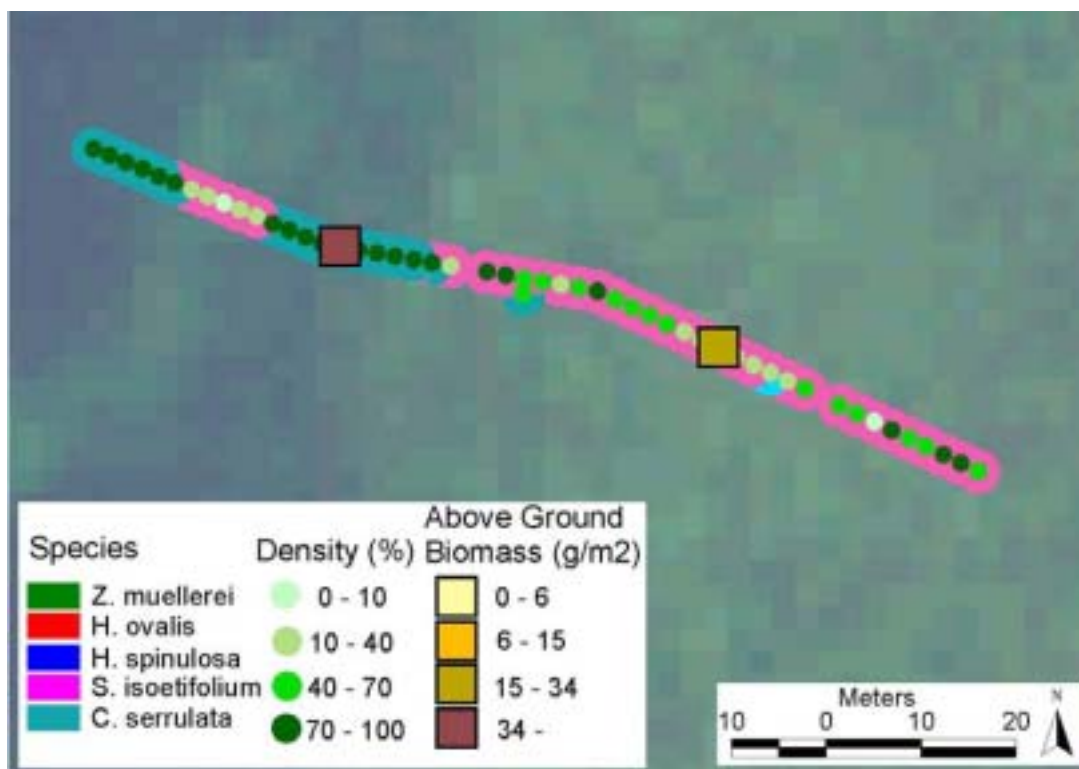 Species
Z. muellerei
H. ovalis
H. spinulosa
S. isoetifolium
C. serrulata
Density (%)
0 - 10
10 - 40
40 - 70
70 - 100
Above Ground
Biomass (g/m2)
0 - 6
6 - 15
15 - 34
34 -
Meters
10 0 10 20
N